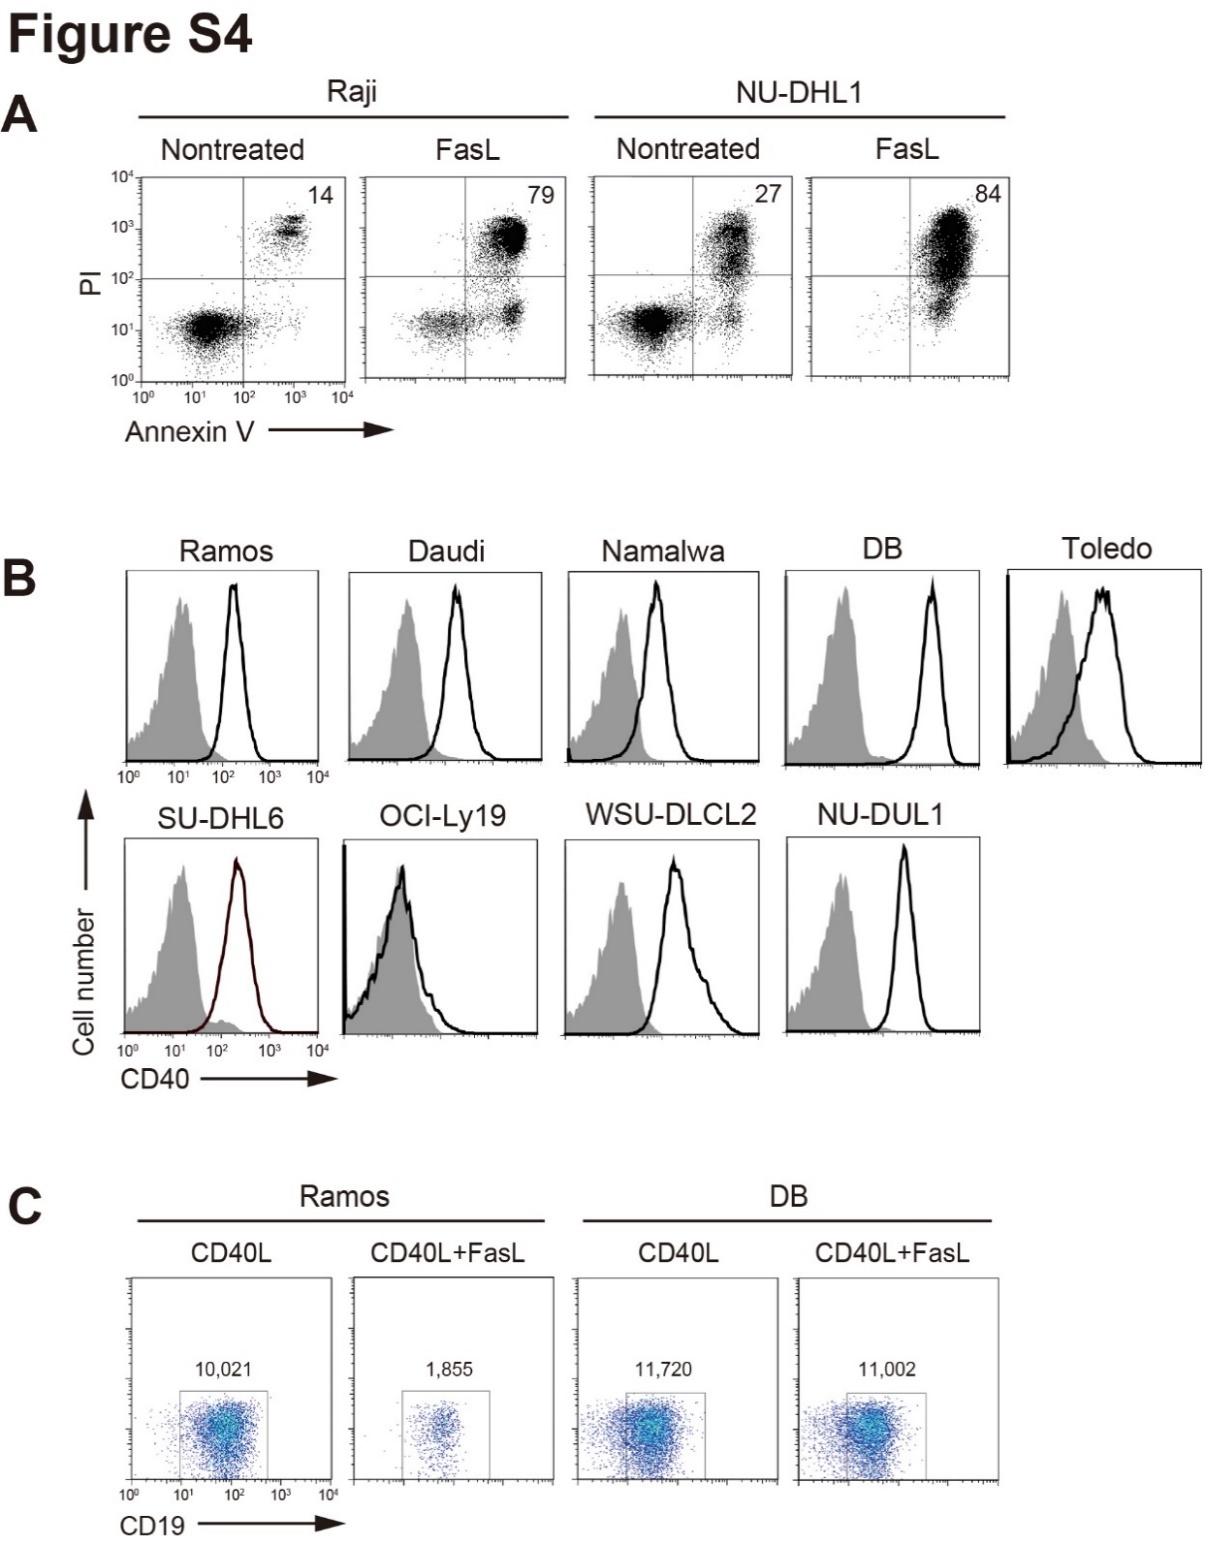 Figure S4
A
Raji
NU-DHL1
Nontreated
FasL
Nontreated
FasL
14
79
27
84
10⁴
10³
10²
10¹
10⁰
PI
10⁰ 10¹ 10² 10³ 10⁴
Annexin V
B
Ramos
Daudi
Namalwa
DB
Toledo
10⁰ 10¹ 10² 10³ 10⁴
SU-DHL6
OCI-Ly19
WSU-DLCL2
NU-DUL1
Cell number
10⁰ 10¹ 10² 10³ 10⁴
CD40
C
Ramos
DB
CD40L
CD40L+FasL
CD40L
CD40L+FasL
10,021
1,855
11,720
11,002
10⁰ 10¹ 10² 10³ 10⁴
CD19